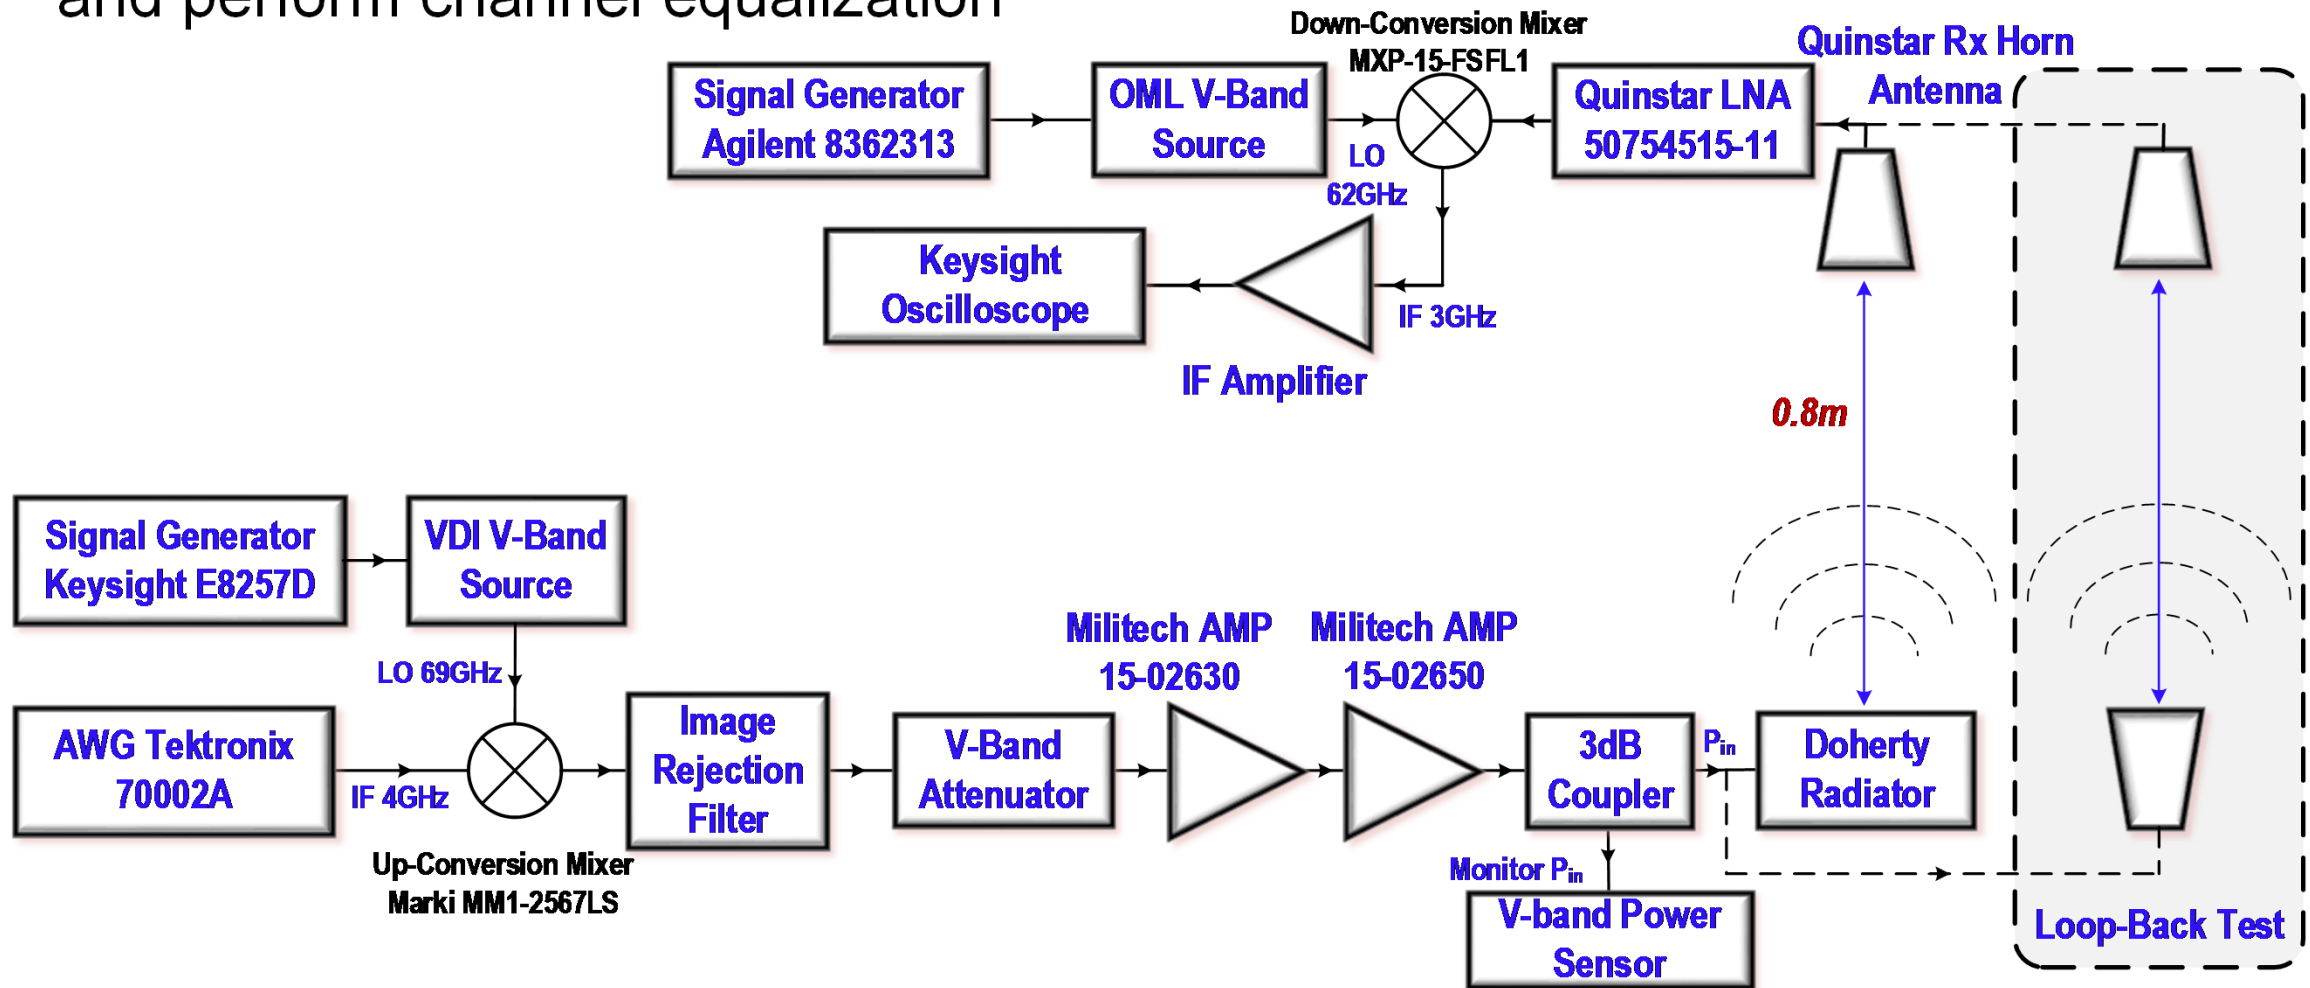 and perform channel equalization
Down-Conversion Mixer
MXP-15-FSFL1
Quinstar Rx Horn
Antenna
Signal Generator
Agilent 8362313
OML V-Band
Source
LO
62GHz
Quinstar LNA
50754515-11
Keysight
Oscilloscope
IF 3GHz
IF Amplifier
0.8m
Signal Generator
Keysight E8257D
VDI V-Band
Source
LO 69GHz
AWG Tektronix
70002A
IF 4GHz
Up-Conversion Mixer
Marki MM1-2567LS
Image
Rejection
Filter
V-Band
Attenuator
Militech AMP
15-02630
Militech AMP
15-02650
3dB
Coupler
Pin
Doherty
Radiator
Monitor Pin
V-band Power
Sensor
Loop-Back Test